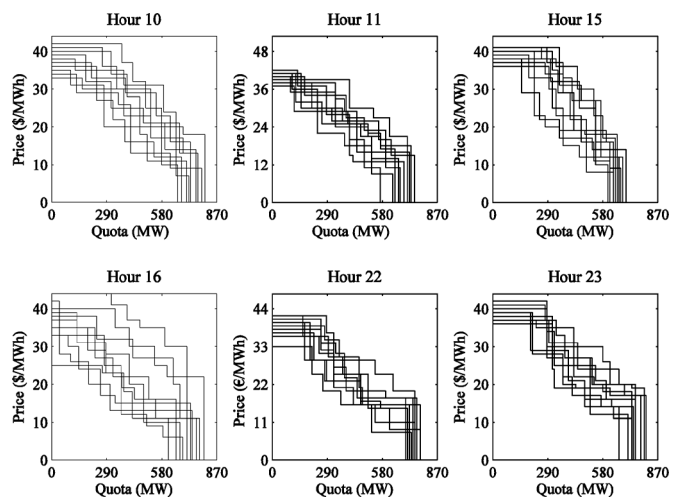 Hour 10
Hour 11
Hour 15
Price ($/MWh)
40
30
20
10
0
0 290 580 870
Quota (MW)
Price ($/MWh)
48
36
24
12
0
0 290 580 870
Quota (MW)
Price ($/MWh)
40
30
20
10
0
0 290 580 870
Quota (MW)
Hour 16
Hour 22
Hour 23
Price ($/MWh)
40
30
20
10
0
0 290 580 870
Quota (MW)
Price (€/MWh)
44
33
22
11
0
0 290 580 870
Quota (MW)
Price ($/MWh)
40
30
20
10
0
0 290 580 870
Quota (MW)